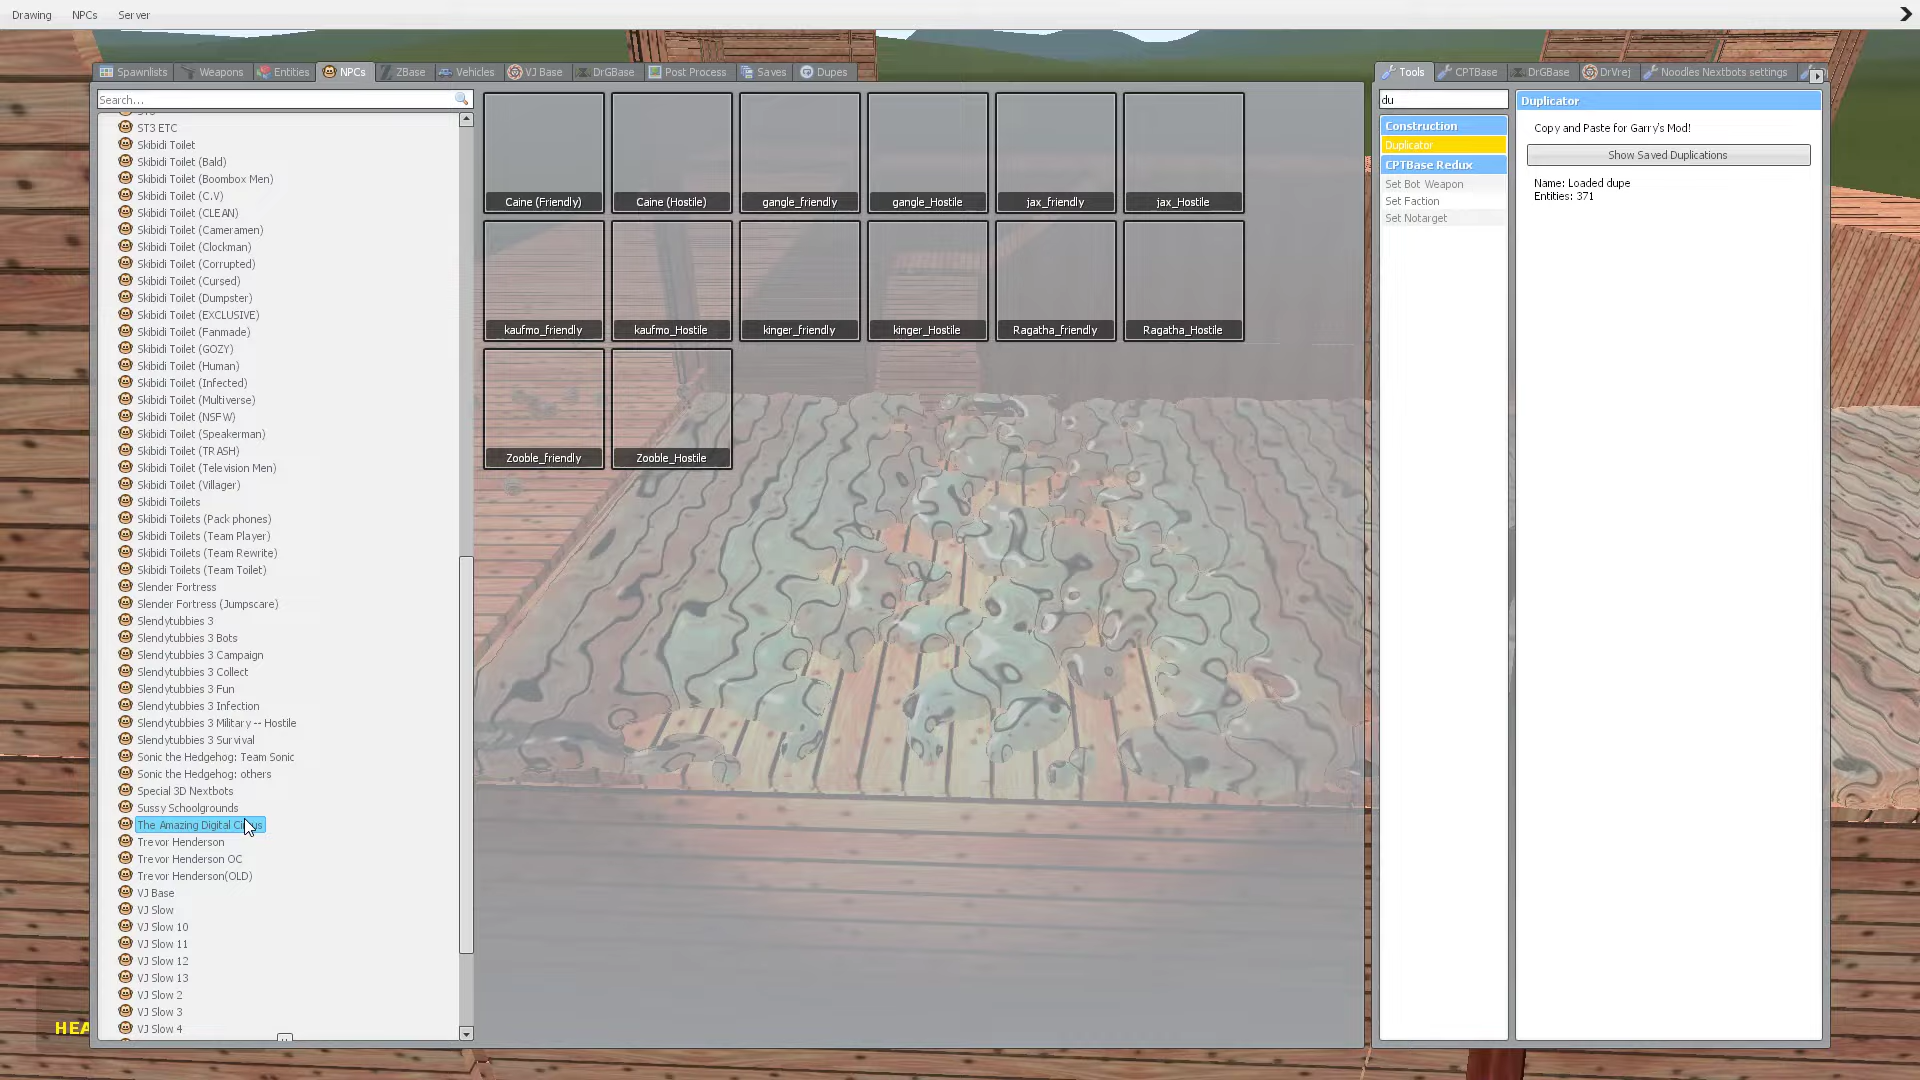 Drawing NPCs Server
Spawnlists Weapons Entities NPCs ZBase Vehicles VJ Base DrGBase Post Process Saves Dupes
Search...
ST3 ETC
Skibidi Toilet
Skibidi Toilet (Bald)
Skibidi Toilet (Boombox Men)
Skibidi Toilet (C.V)
Skibidi Toilet (CLEAN)
Skibidi Toilet (Cameramen)
Skibidi Toilet (Clockman)
Skibidi Toilet (Corrupted)
Skibidi Toilet (Cursed)
Skibidi Toilet (Dumpster)
Skibidi Toilet (EXCLUSIVE)
Skibidi Toilet (Fanmade)
Skibidi Toilet (GOZY)
Skibidi Toilet (Human)
Skibidi Toilet (Infected)
Skibidi Toilet (Multiverse)
Skibidi Toilet (NSFW)
Skibidi Toilet (Speakerman)
Skibidi Toilet (TRASH)
Skibidi Toilet (Television Men)
Skibidi Toilet (Villager)
Skibidi Toilets
Skibidi Toilets (Pack phones)
Skibidi Toilets (Team Player)
Skibidi Toilets (Team Rewrite)
Skibidi Toilets (Team Toilet)
Slender Fortress
Slender Fortress (Jumpscare)
Slendytubbies 3
Slendytubbies 3 Bots
Slendytubbies 3 Campaign
Slendytubbies 3 Collect
Slendytubbies 3 Fun
Slendytubbies 3 Infection
Slendytubbies 3 Military -- Hostile
Slendytubbies 3 Survival
Sonic the Hedgehog: Team Sonic
Sonic the Hedgehog: others
Special 3D Nextbots
Sussy Schoolgrounds
The Amazing Digital Circus
Trevor Henderson
Trevor Henderson OC
Trevor Henderson(OLD)
VJ Base
VJ Slow
VJ Slow 10
VJ Slow 11
VJ Slow 12
VJ Slow 13
VJ Slow 2
VJ Slow 3
VJ Slow 4
HEA
Caine (Friendly) Caine (Hostile) gangle_friendly gangle_Hostile jax_friendly jax_Hostile
kaufmo_friendly kaufmo_Hostile kinger_friendly kinger_Hostile Ragatha_friendly Ragatha_Hostile
Zooble_friendly Zooble_Hostile
Tools CPTBase DrGBase DrVrej Noodles Nextbots settings
du
Construction
Duplicator
CPTBase Redux
Set Bot Weapon
Set Faction
Set Notarget
Duplicator
Copy and Paste for Garry's Mod!
Show Saved Duplications
Name: Loaded dupe
Entities: 371